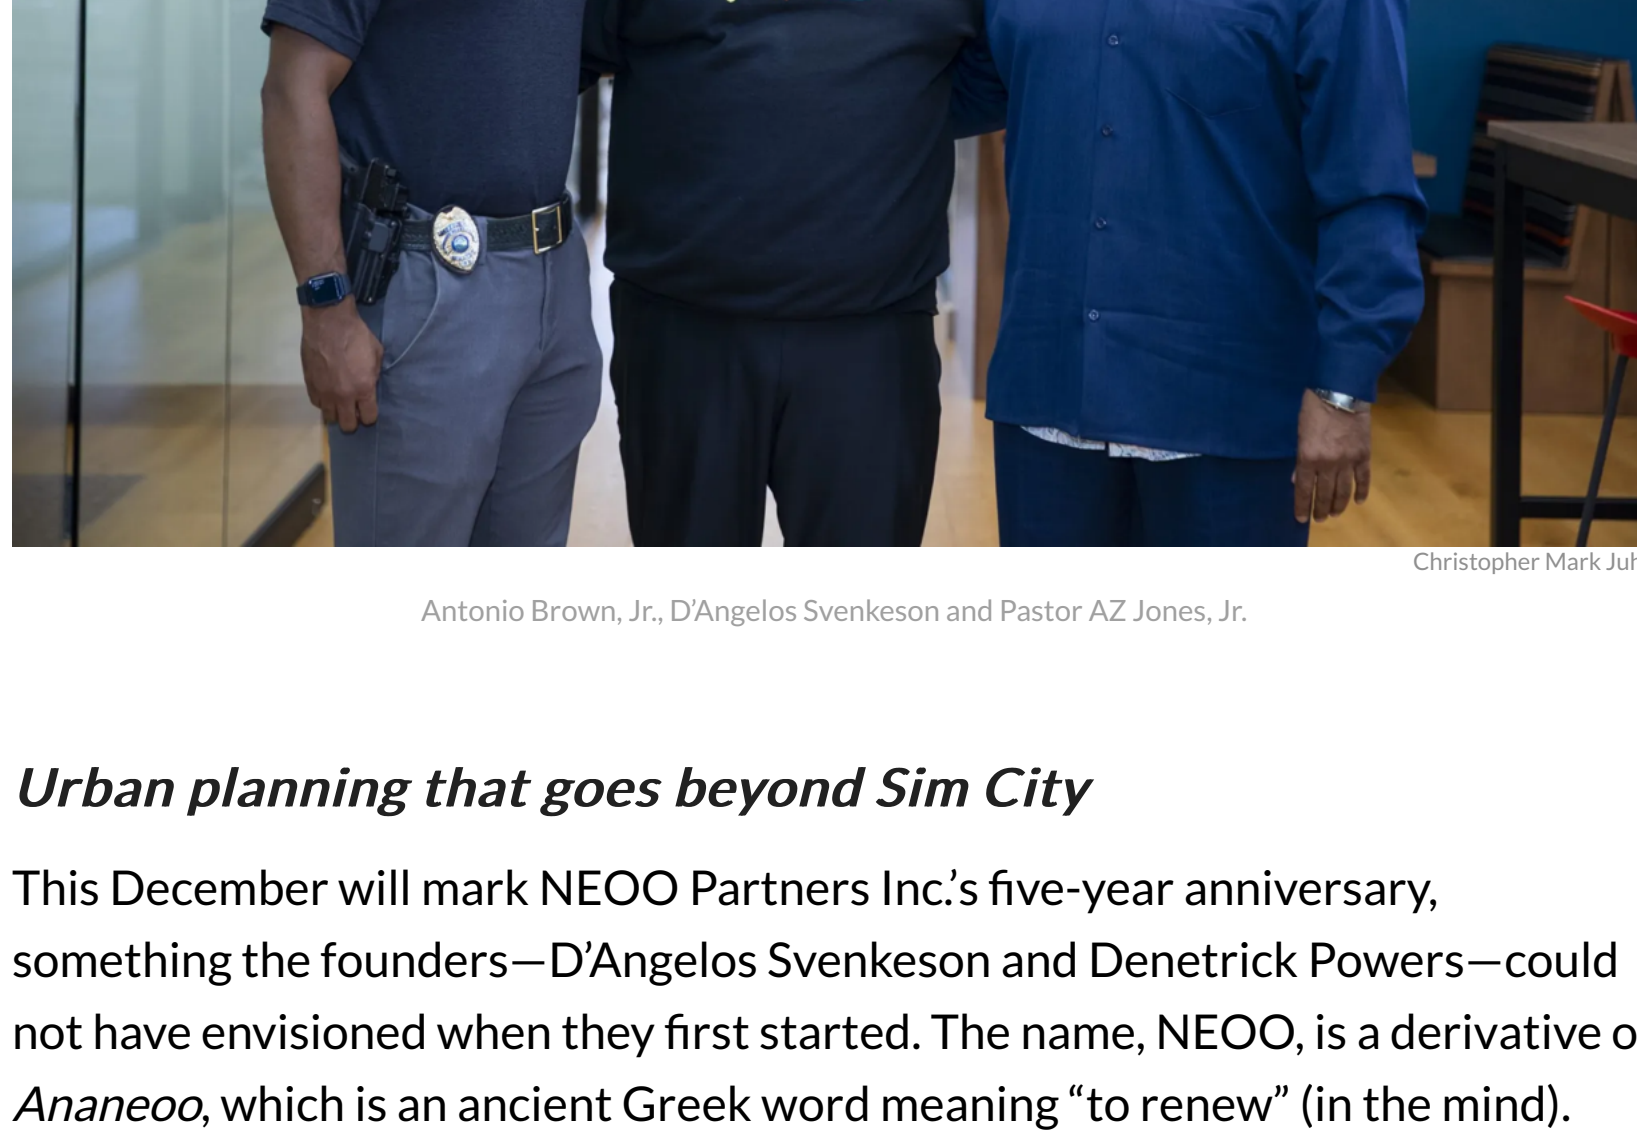 Christopher Mark
Antonio Brown, Jr., D’Angelos Svenkeson and Pastor AZ Jones, Jr.
Urban planning that goes beyond Sim City
This December will mark NEOO Partners Inc.’s five-year anniversary,
something the founders—D’Angelos Svenkeson and Denetrick Powers—could
not have envisioned when they first started. The name, NEOO, is a derivative
Ananeoo, which is an ancient Greek word meaning “to renew” (in the mind).